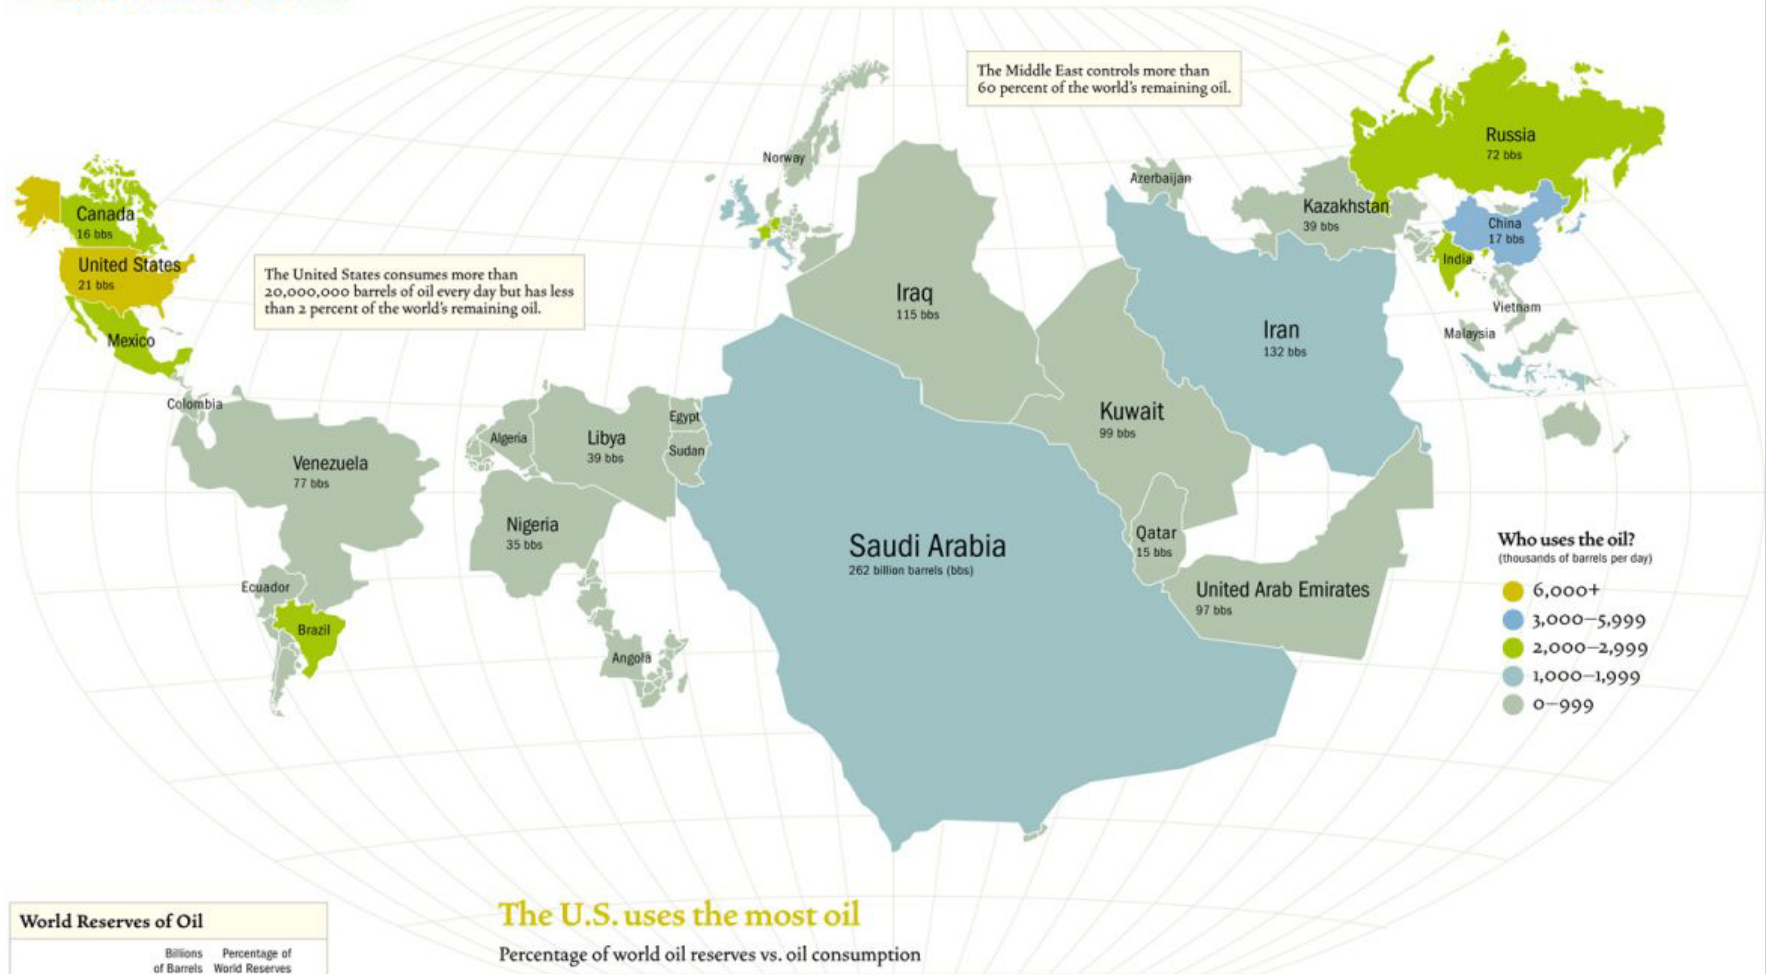 The Middle East controls more than
60 percent of the world's remaining oil.
Russia
72 bbs
Norway
Azerbaijan
Kazakhstan
39 bbs
China
17 bbs
India
Vietnam
Malaysia
Canada
16 bbs
United States
21 bbs
Mexico
The United States consumes more than
20,000,000 barrels of oil every day but has less
than 2 percent of the world's remaining oil.
Iraq
115 bbs
Iran
132 bbs
Kuwait
99 bbs
Colombia
Venezuela
77 bbs
Algeria
Libya
39 bbs
Egypt
Sudan
Nigeria
35 bbs
Saudi Arabia
262 billion barrels (bbs)
Qatar
15 bbs
United Arab Emirates
97 bbs
Ecuador
Brazil
Angola
Who uses the oil?
(thousands of barrels per day)
6,000+
3,000–5,999
2,000–2,999
1,000–1,999
0–999
World Reserves of Oil
Billions Percentage of
of Barrels World Reserves
The U.S. uses the most oil
Percentage of world oil reserves vs. oil consumption